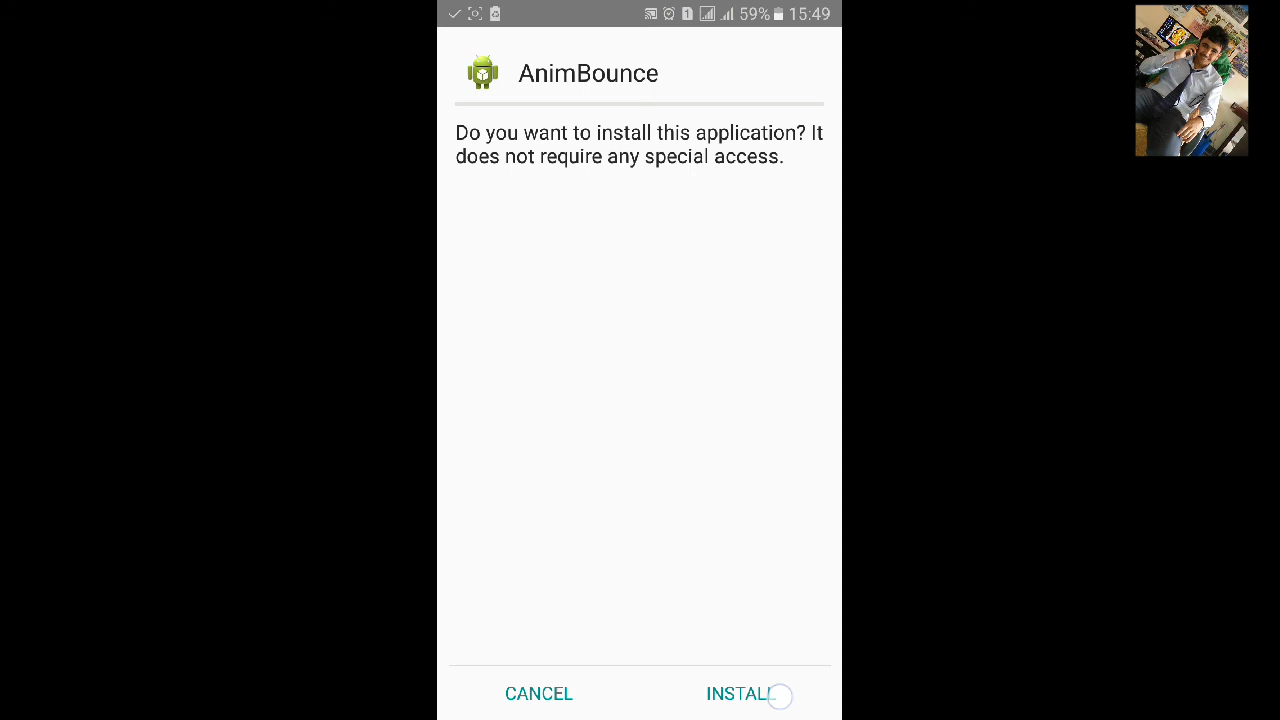 59% 15:49
AnimBounce
Do you want to install this application? It
does not require any special access.
CANCEL INSTALL